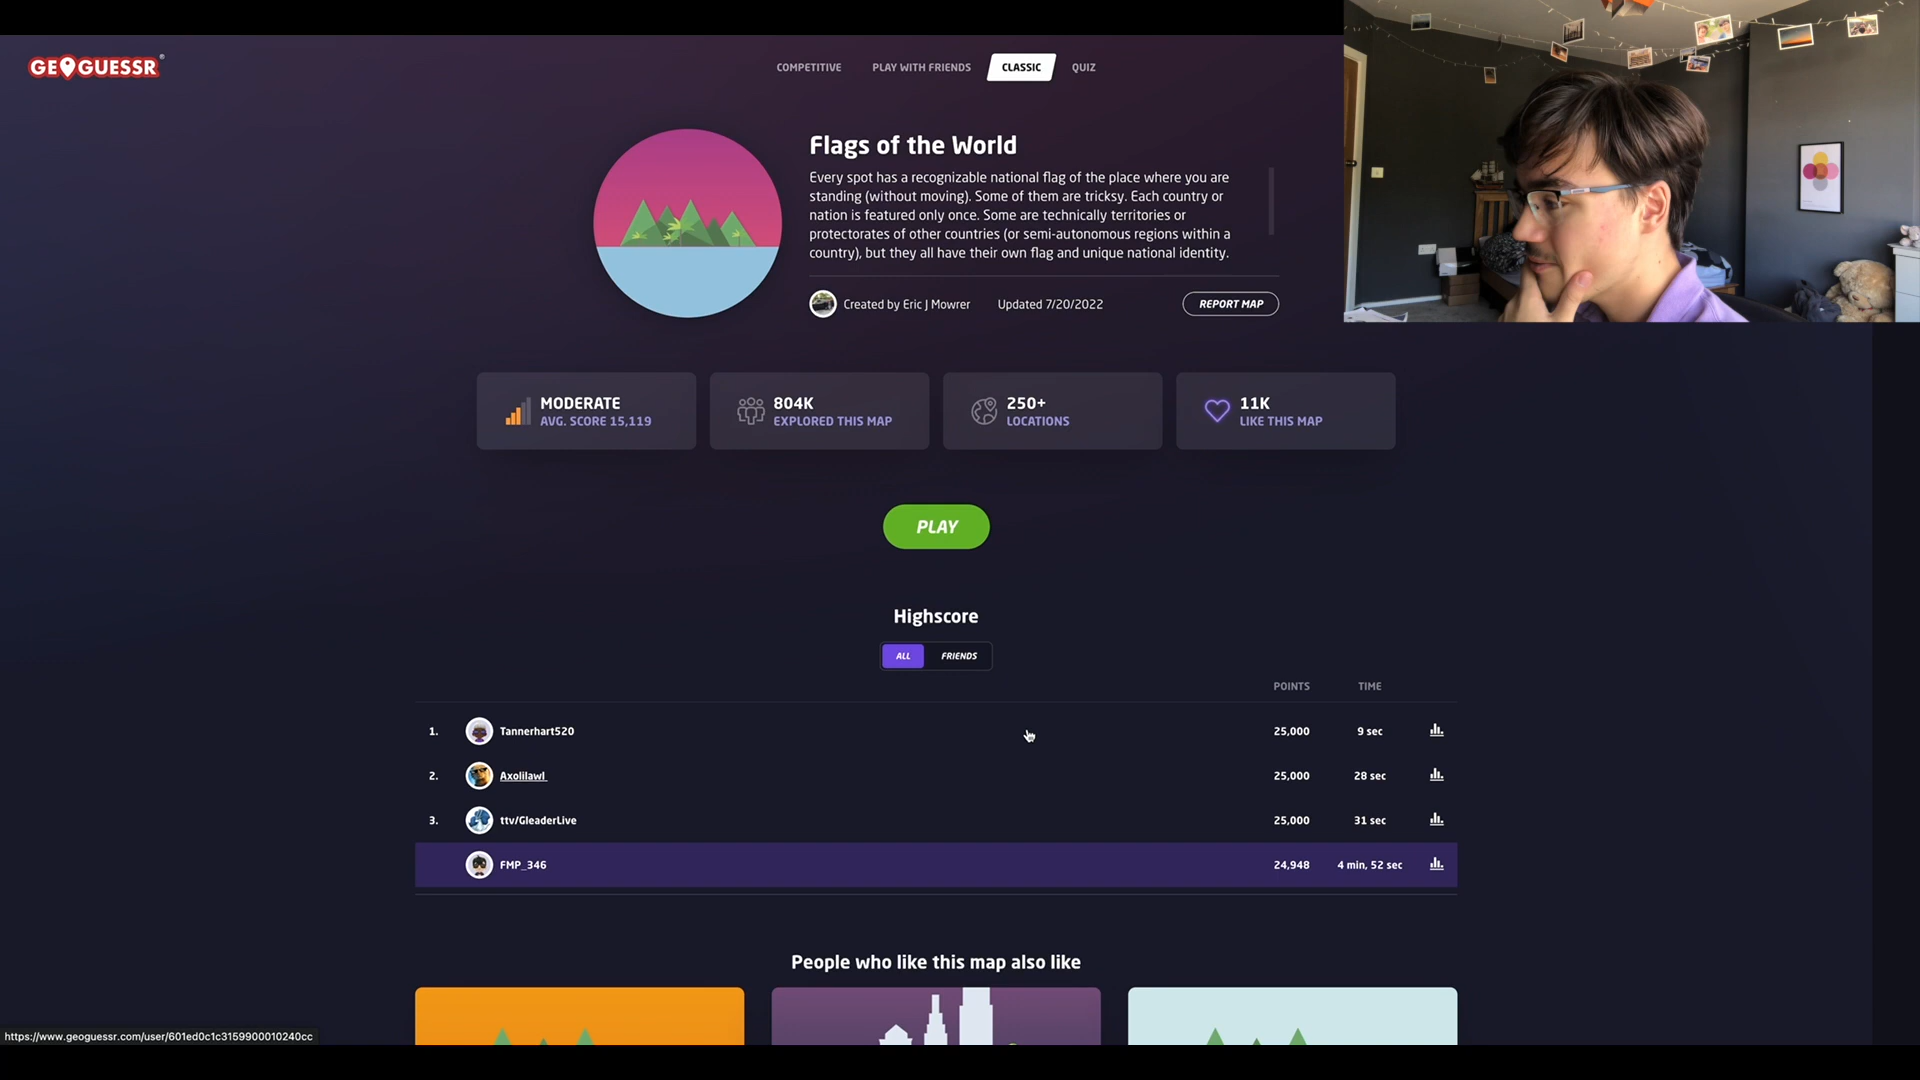 GEOGUESSR
COMPETITIVE
PLAY WITH FRIENDS
CLASSIC
QUIZ
Flags of the World
Every spot has a recognizable national flag of the place where you are
standing (without moving). Some of them are tricksy. Each country or
nation is featured only once. Some are technically territories or
protectorates of other countries (or semi-autonomous regions within a
country), but they all have their own flag and unique national identity.
Created by Eric J Mowrer
Updated 7/20/2022
REPORT MAP
MODERATE
AVG. SCORE 15,119
804K
EXPLORED THIS MAP
250+
LOCATIONS
11K
LIKE THIS MAP
PLAY
Highscore
ALL
FRIENDS
POINTS TIME
1. Tannerhart520 25,000 9 sec
2. Axolilawl 25,000 28 sec
3. ttv/GleaderLive 25,000 31 sec
FMP_346 24,948 4 min, 52 sec
People who like this map also like
https://www.geoguessr.com/user/601ed0c1c3159900010240cc